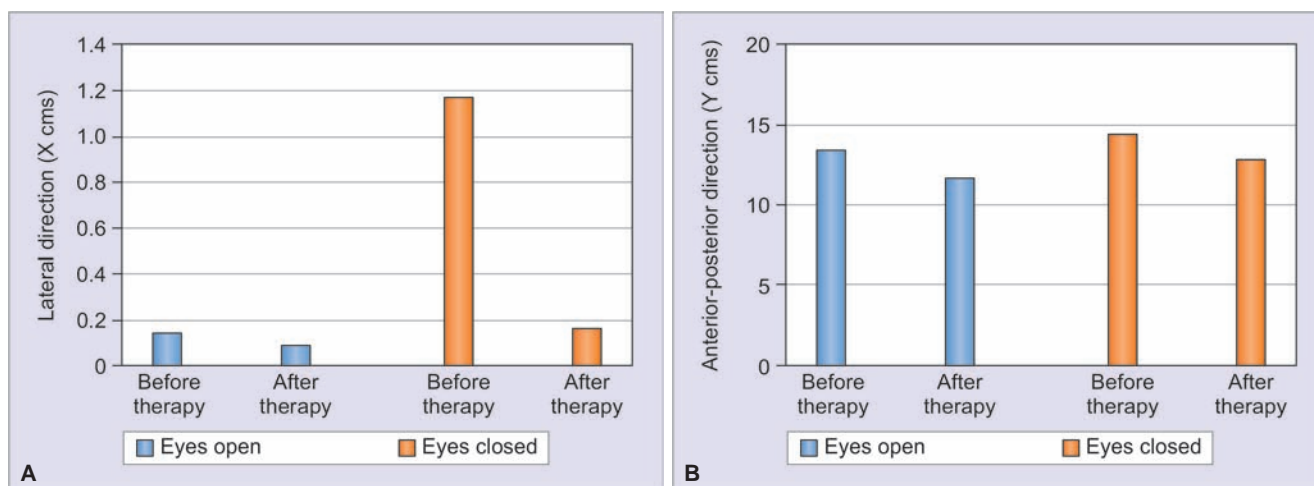 Lateral direction (X cms)
1.4
1.2
1.0
0.8
0.6
0.4
0.2
0
Before
therapy
After
therapy
Before
therapy
After
therapy
Eyes open
Eyes closed
A
Anterior-posterior direction (Y cms)
20
15
10
5
0
Before
therapy
After
therapy
Before
therapy
After
therapy
Eyes open
Eyes closed
B